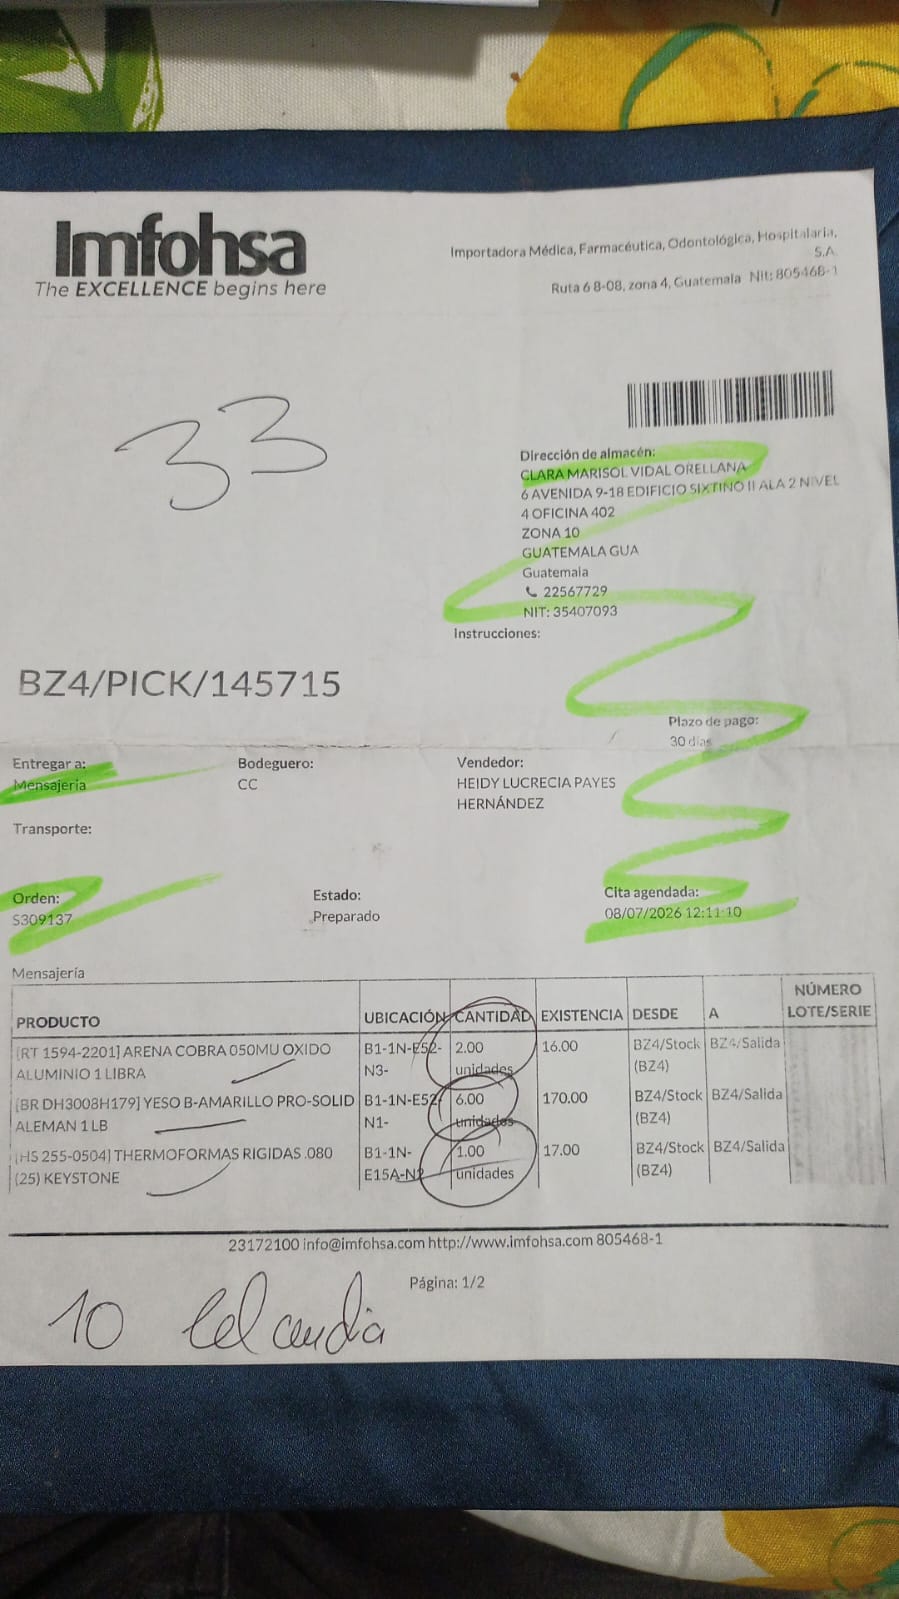 Imfohsa
The EXCELLENCE begins here
Importadora Médica, Farmacéutica, Odontológica, Hospitalaria,
S.A.
Ruta 6 8-08, zona 4, Guatemala Nit: 805468-1
33
Dirección de almacén:
CLARA MARISOL VIDAL ORELLANA
6 AVENIDA 9-18 EDIFICIO SIXTINO II ALA 2 NIVEL
4 OFICINA 402
ZONA 10
GUATEMALA GUA
Guatemala
22567729
NIT: 35407093
Instrucciones:
BZ4/PICK/145715
Plazo de pago:
30 días
Entregar a:
Mensajería
Bodeguero:
CC
Vendedor:
HEIDY LUCRECIA PAYES
HERNÁNDEZ
Transporte:
Orden:
S309137
Estado:
Preparado
Cita agendada:
08/07/2026 12:11:10
Mensajería
PRODUCTO UBICACIÓN CANTIDAD EXISTENCIA DESDE A NÚMERO LOTE/SERIE
[RT 1594-2201] ARENA COBRA 050MU OXIDO B1-1N-E52- 2.00 16.00 BZ4/Stock BZ4/Salida
ALUMINIO 1 LIBRA N3- unidades (BZ4)
[BR DH3008H179] YESO B-AMARILLO PRO-SOLID B1-1N-E52- 6.00 170.00 BZ4/Stock BZ4/Salida
ALEMAN 1 LB N1- unidades (BZ4)
[HS 255-0504] THERMOFORMAS RIGIDAS .080 B1-1N- 1.00 17.00 BZ4/Stock BZ4/Salida
(25) KEYSTONE E15A-N2 unidades (BZ4)
23172100 info@imfohsa.com http://www.imfohsa.com 805468-1
Página: 1/2
10